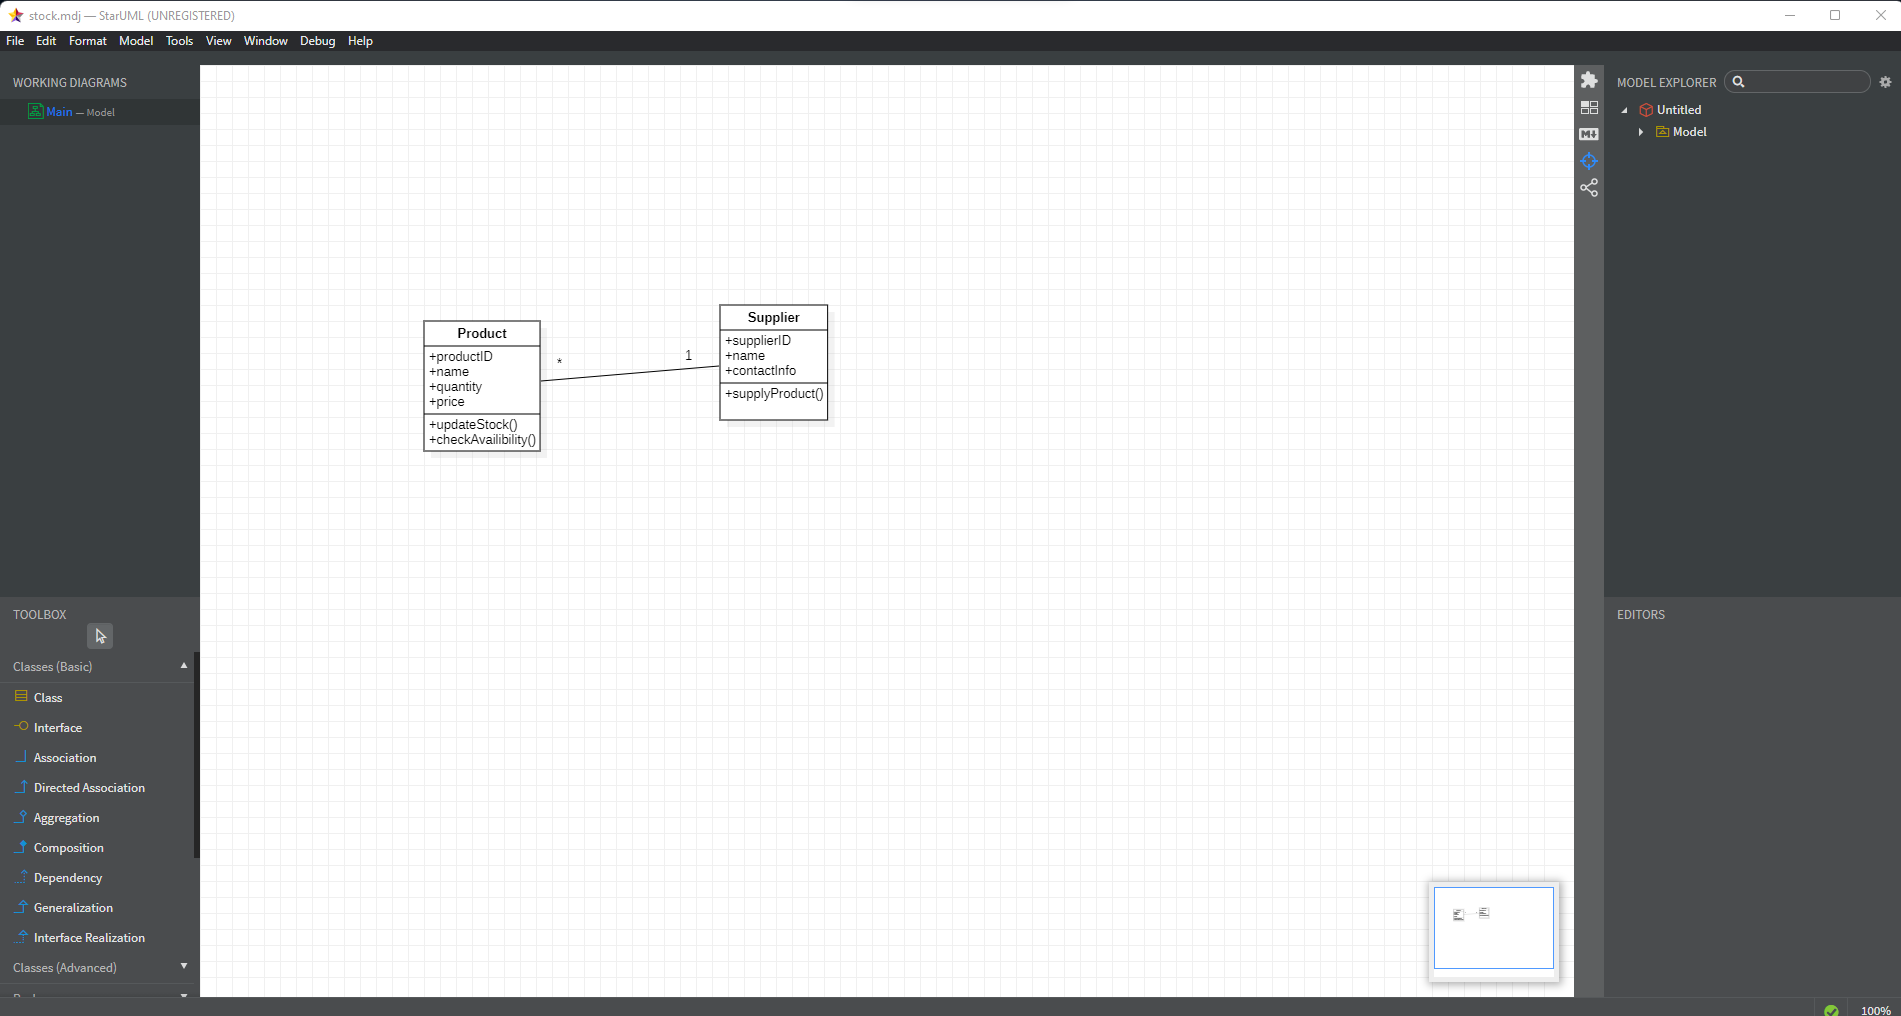 stock.mdj — StarUML (UNREGISTERED)
File Edit Format Model Tools View Window Debug Help
WORKING DIAGRAMS
Main — Model
Product
+productID
+name
+quantity
+price
+updateStock()
+checkAvailibility()
*
1
Supplier
+supplierID
+name
+contactInfo
+supplyProduct()
M
MODEL EXPLORER
Untitled
Model
TOOLBOX
Classes (Basic)
Class
Interface
Association
Directed Association
Aggregation
Composition
Dependency
Generalization
Interface Realization
Classes (Advanced)
EDITORS
100%